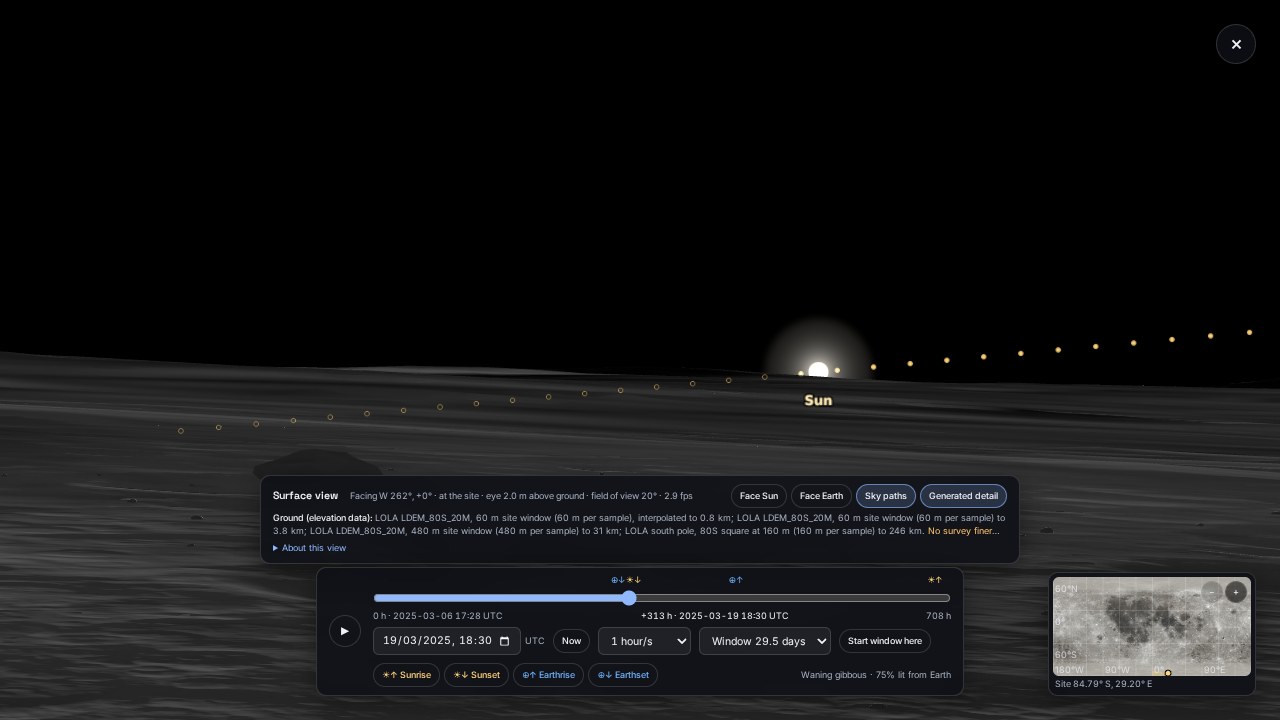 ×
Sun
Surface view Facing W 262°, +0° · at the site · eye 2.0 m above ground · field of view 20° · 2.9 fps Face Sun Face Earth Sky paths Generated detail
Ground (elevation data): LOLA LDEM_80S_20M, 60 m site window (60 m per sample), interpolated to 0.8 km; LOLA LDEM_80S_20M, 60 m site window (60 m per sample) to
3.8 km; LOLA LDEM_80S_20M, 480 m site window (480 m per sample) to 31 km; LOLA south pole, 80S square at 160 m (160 m per sample) to 246 km. No survey finer...
▶ About this view
⊕↓ ☀↓ ⊕↑ ☀↑
0 h · 2025-03-06 17:28 UTC +313 h · 2025-03-19 18:30 UTC 708 h
19/03/2025, 18:30 UTC Now 1 hour/s Window 29.5 days Start window here
☀↑ Sunrise ☀↓ Sunset ⊕↑ Earthrise ⊕↓ Earthset Waning gibbous · 75% lit from Earth
60°N − +
0°
60°S
180°W 90°W 0° 90°E
Site 84.79° S, 29.20° E